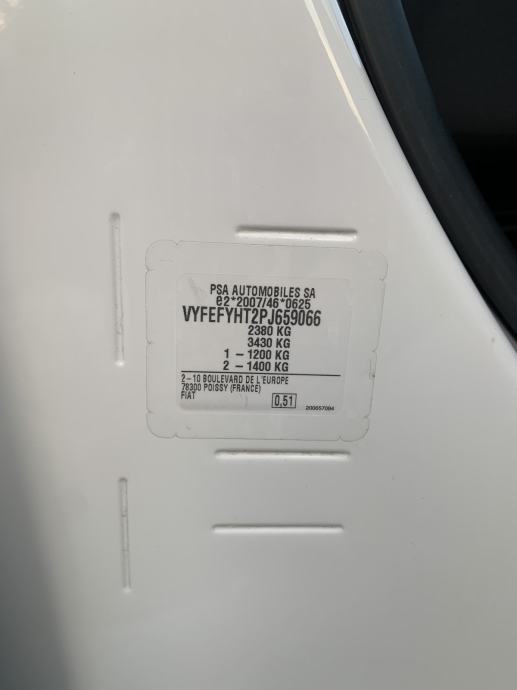 PSA AUTOMOBILES SA
e2*2007/46*0625
VYFEFYHT2PJ659066
2380 KG
3430 KG
1 – 1200 KG
2 – 1400 KG
2–10 BOULEVARD DE L'EUROPE
78300 POISSY (FRANCE)
FIAT
0,51
200657094